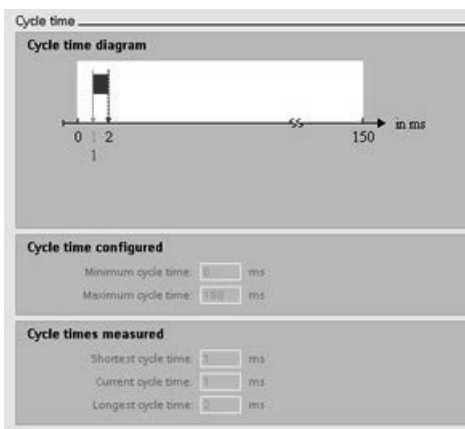 Cycle time
Cycle time diagram
0 1 2 150 in ms
1
Cycle time configured
Minimum cycle time: 0 ms
Maximum cycle time: 150 ms
Cycle times measured
Shortest cycle time: 1 ms
Current cycle time: 1 ms
Longest cycle time: 2 ms